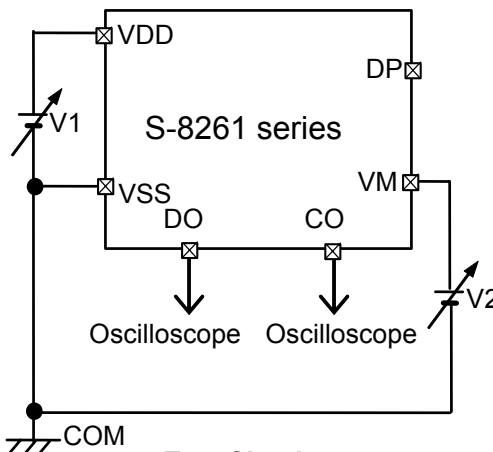 VDD
DP
V1
S-8261 series
VSS
VM
DO
CO
V2
Oscilloscope
Oscilloscope
COM